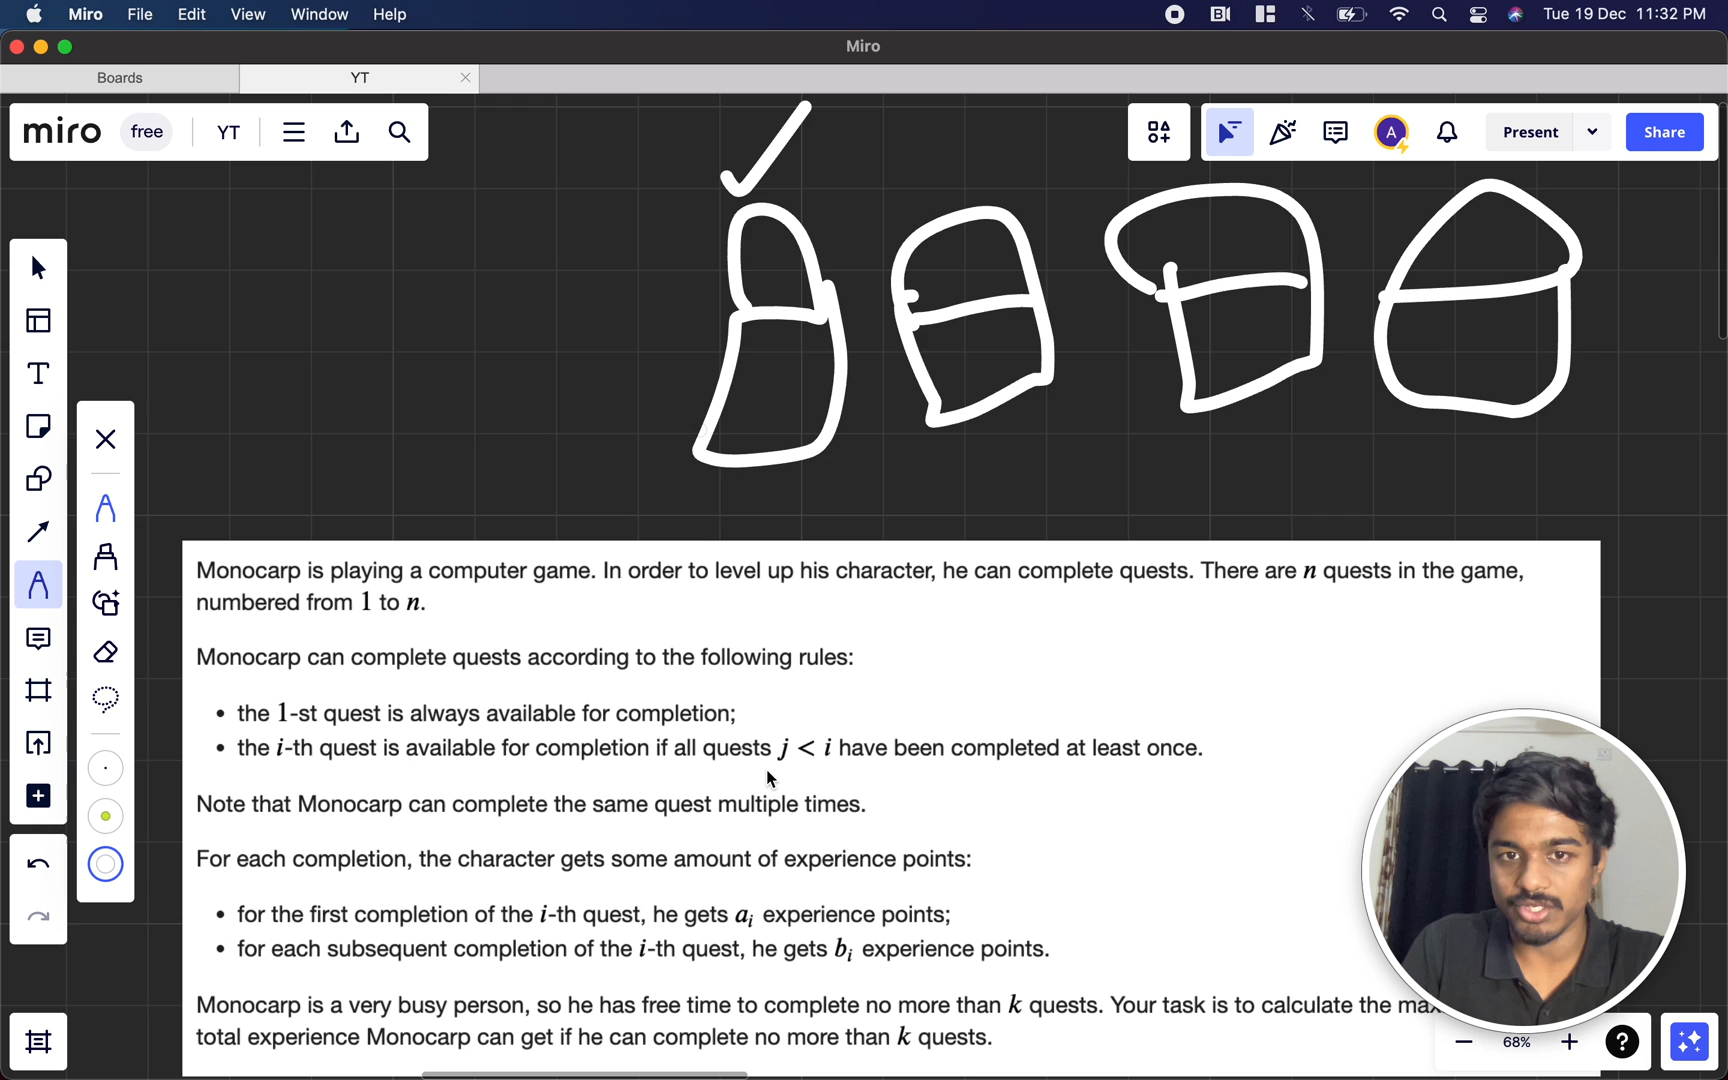 Miro File Edit View Window Help
Tue 19 Dec 11:32 PM
Miro
Boards
YT
miro free YT
A
Present
Share
T
Monocarp is playing a computer game. In order to level up his character, he can complete quests. There are n quests in the game,
numbered from 1 to n.
Monocarp can complete quests according to the following rules:
• the 1-st quest is always available for completion;
• the i-th quest is available for completion if all quests j < i have been completed at least once.
Note that Monocarp can complete the same quest multiple times.
For each completion, the character gets some amount of experience points:
• for the first completion of the i-th quest, he gets aᵢ experience points;
• for each subsequent completion of the i-th quest, he gets bᵢ experience points.
Monocarp is a very busy person, so he has free time to complete no more than k quests. Your task is to calculate the
total experience Monocarp can get if he can complete no more than k quests.
68%
?